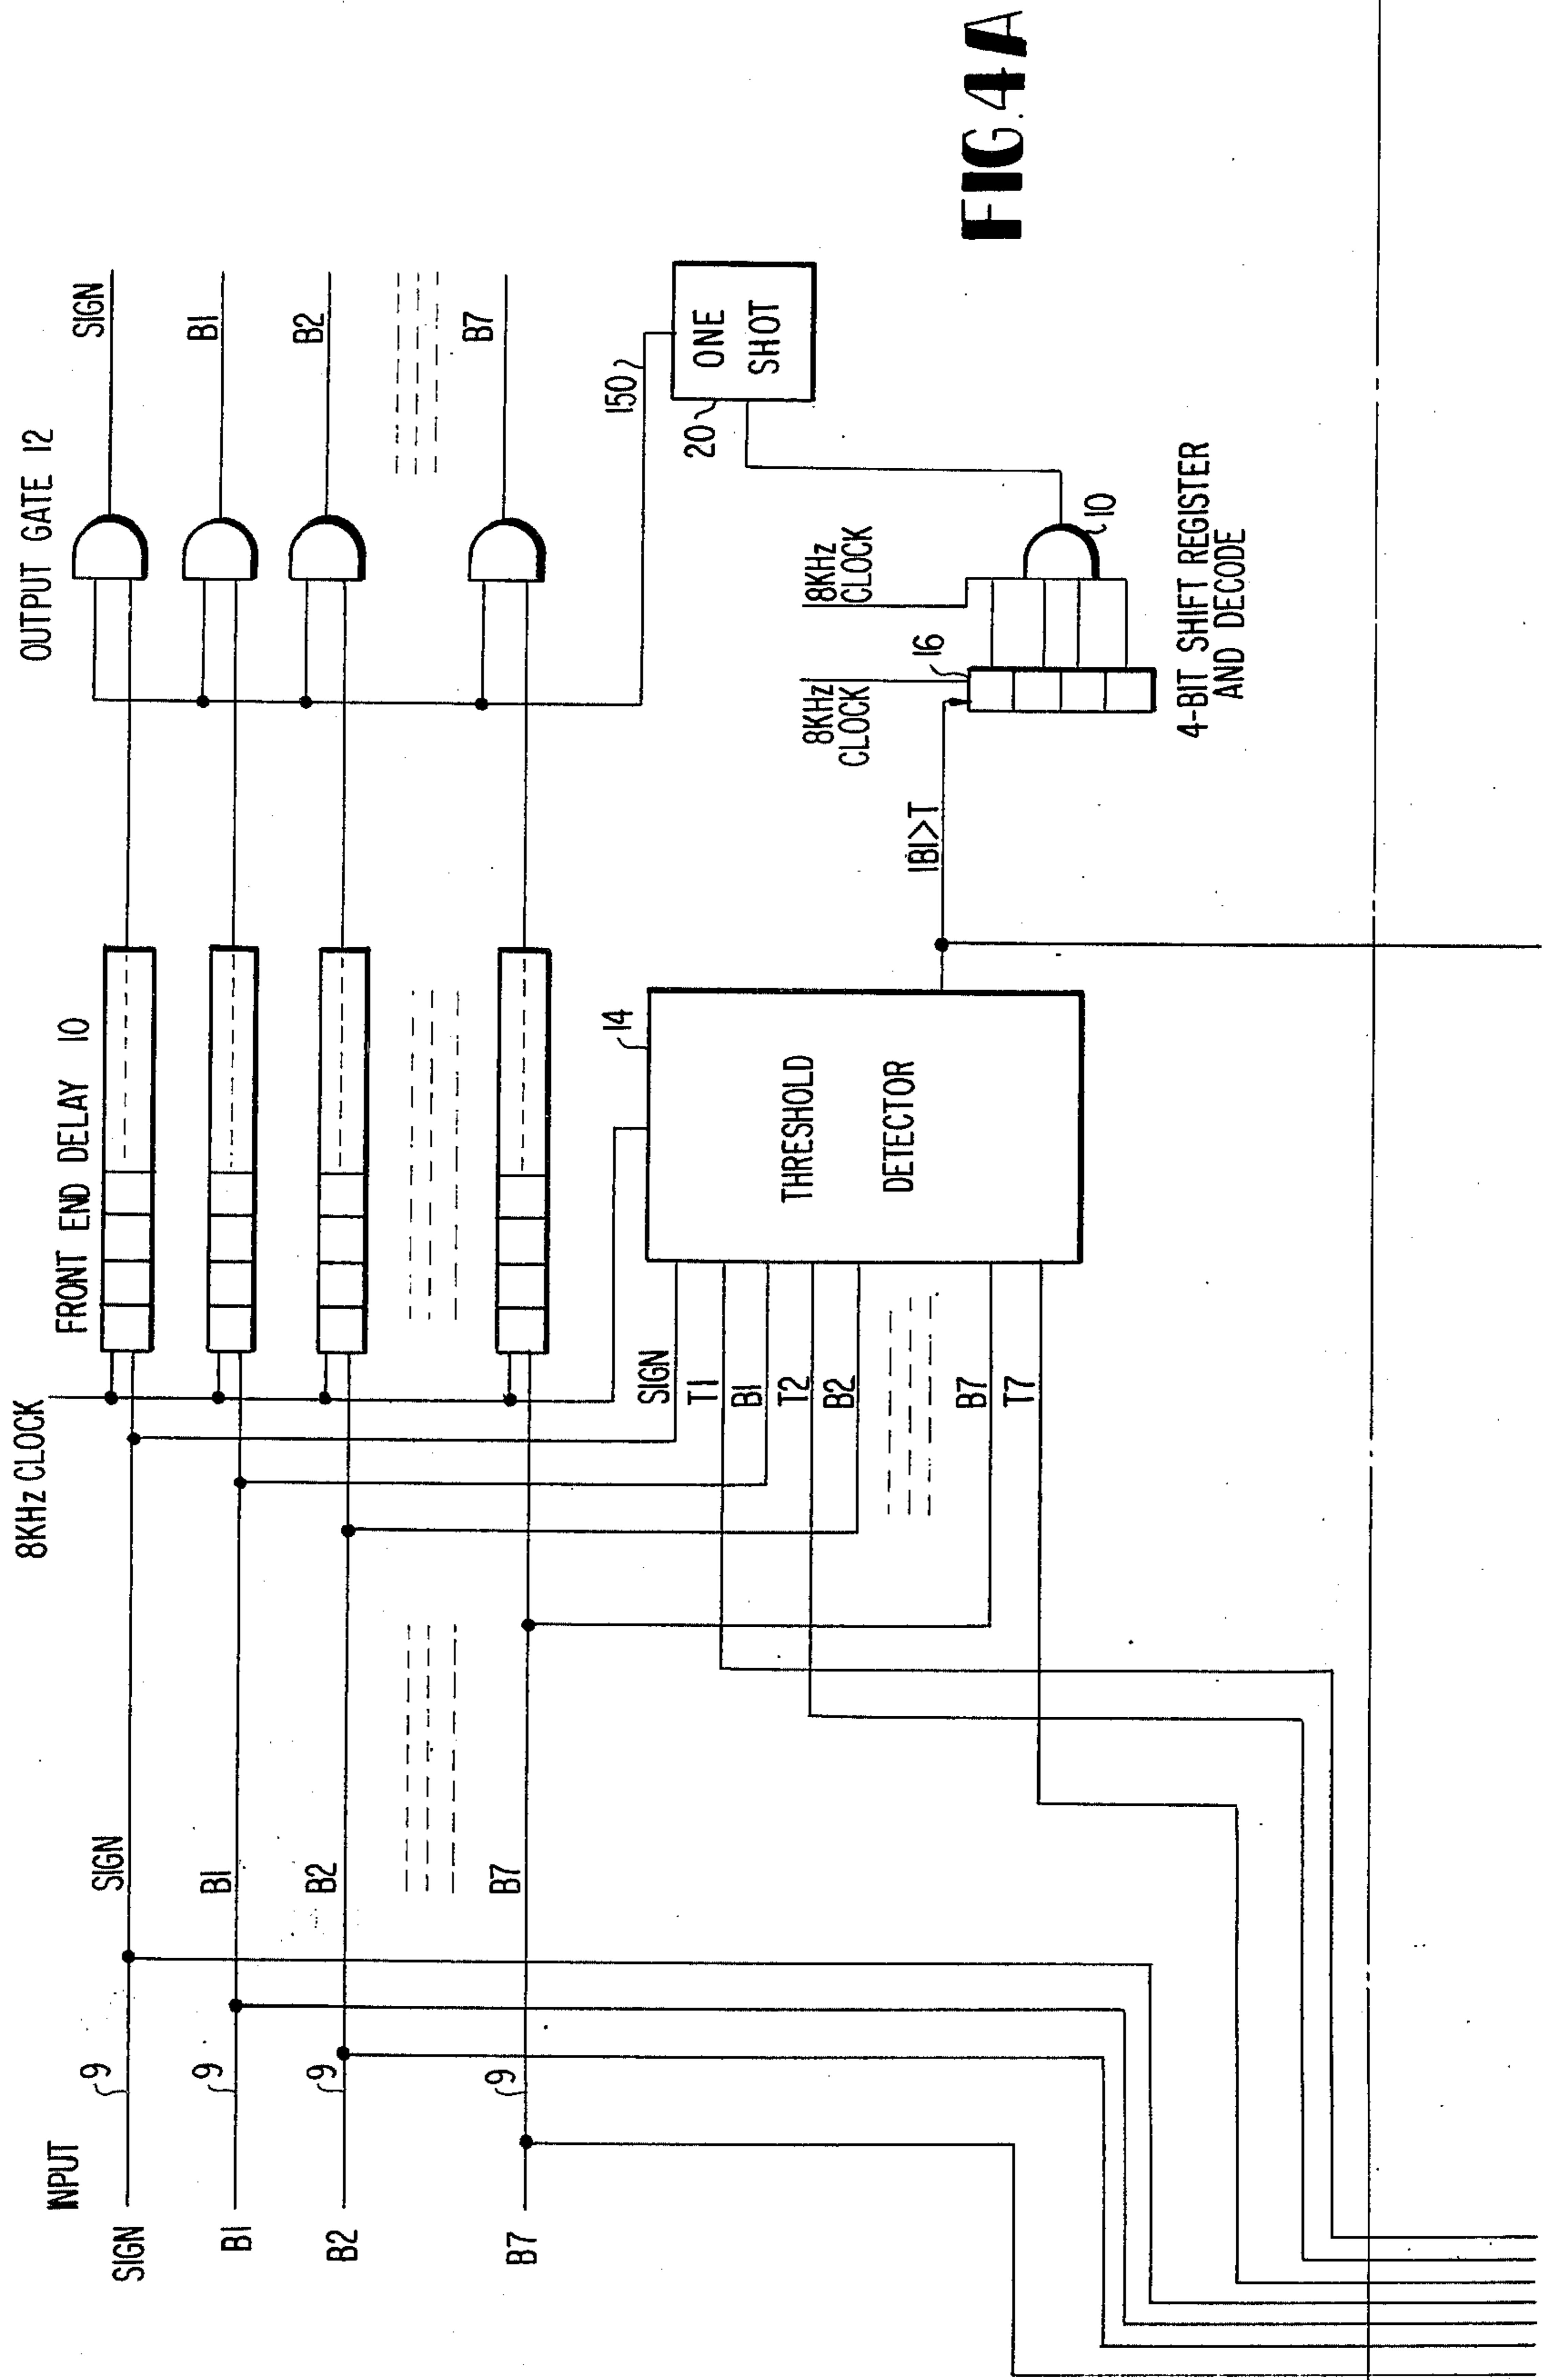 INPUT
SIGN
9
SIGN
B1
9
B1
B2
9
B2
B7
9
B7
8KHz CLOCK
FRONT END DELAY 10
OUTPUT GATE 12
SIGN
B1
B2
B7
SIGN
T1
B1
T2
B2
B7
T7
14
THRESHOLD
DETECTOR
150
20
ONE
SHOT
|B|>T
8KHz
CLOCK
16
8KHz
CLOCK
10
4-BIT SHIFT REGISTER
AND DECODE
FIG.4A